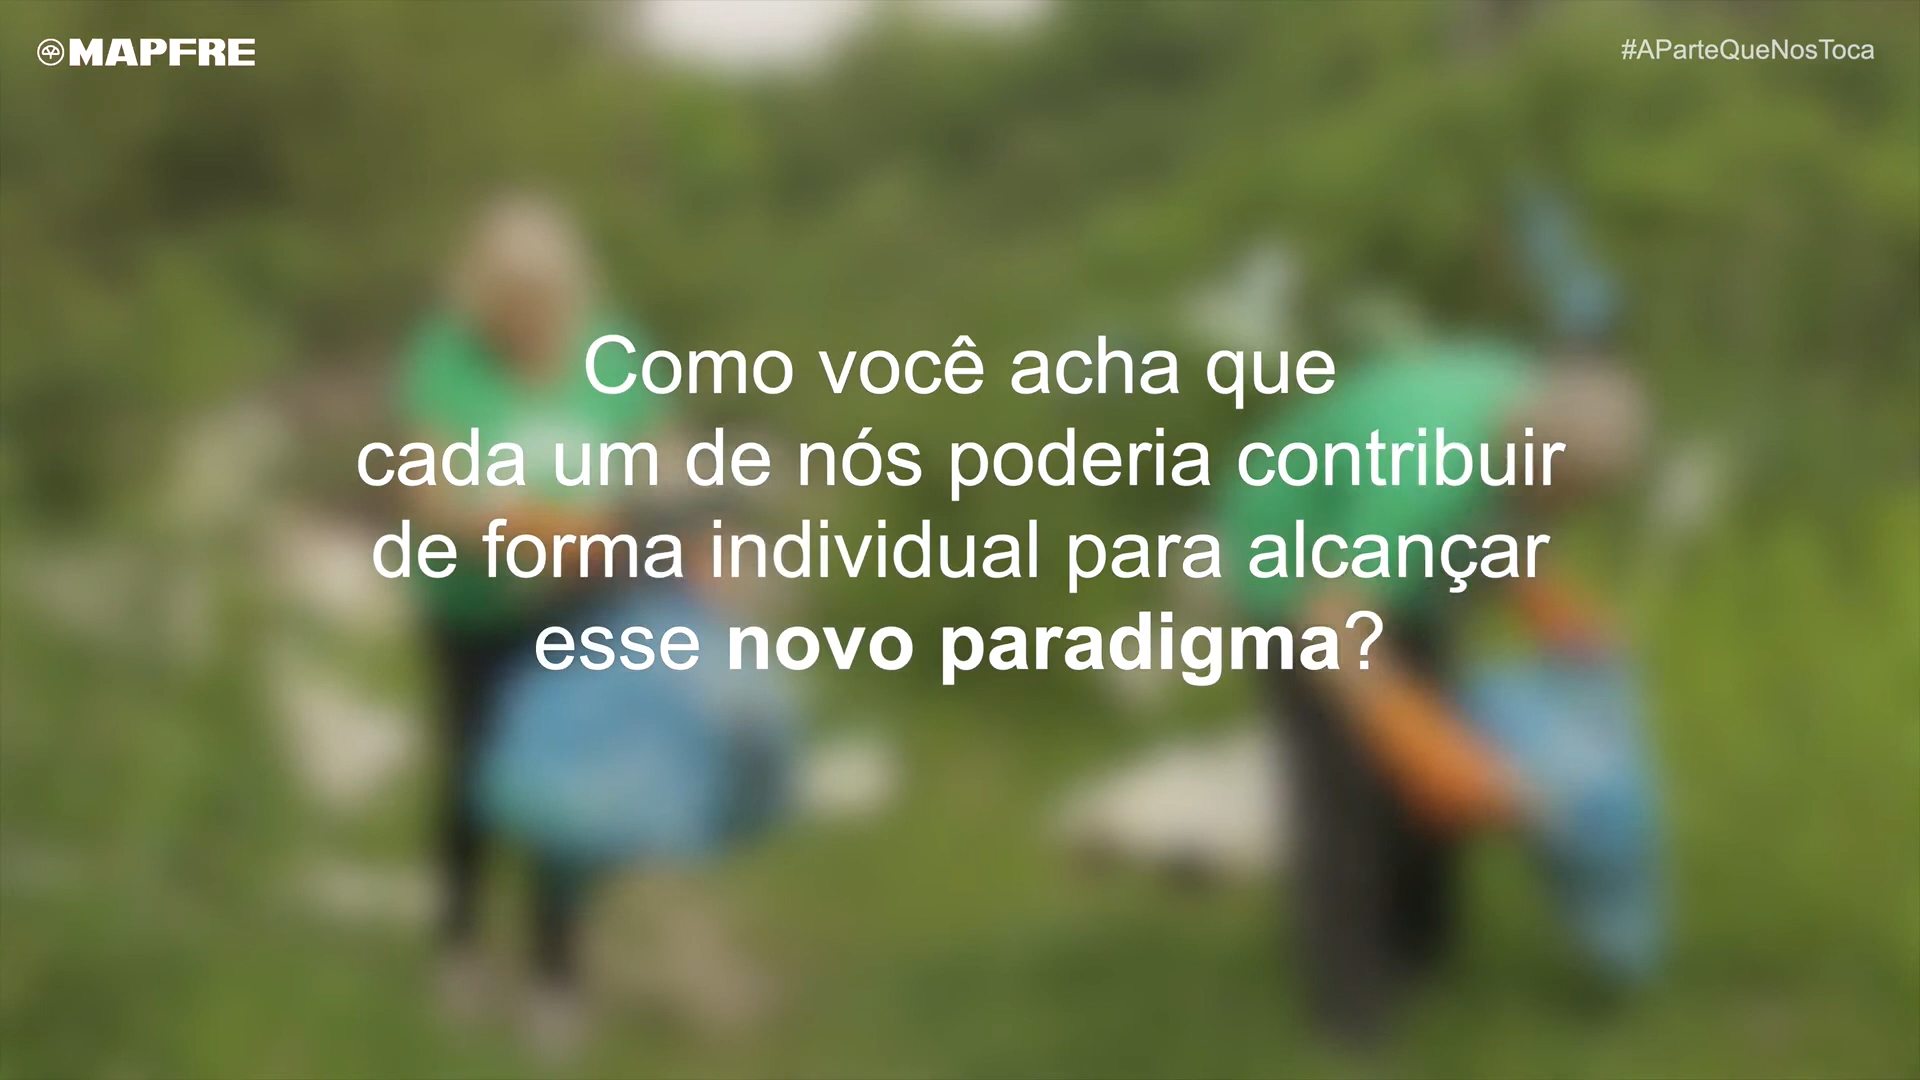 MAPFRE
#AParteQueNosToca
Como você acha que
cada um de nós poderia contribuir
de forma individual para alcançar
esse novo paradigma?